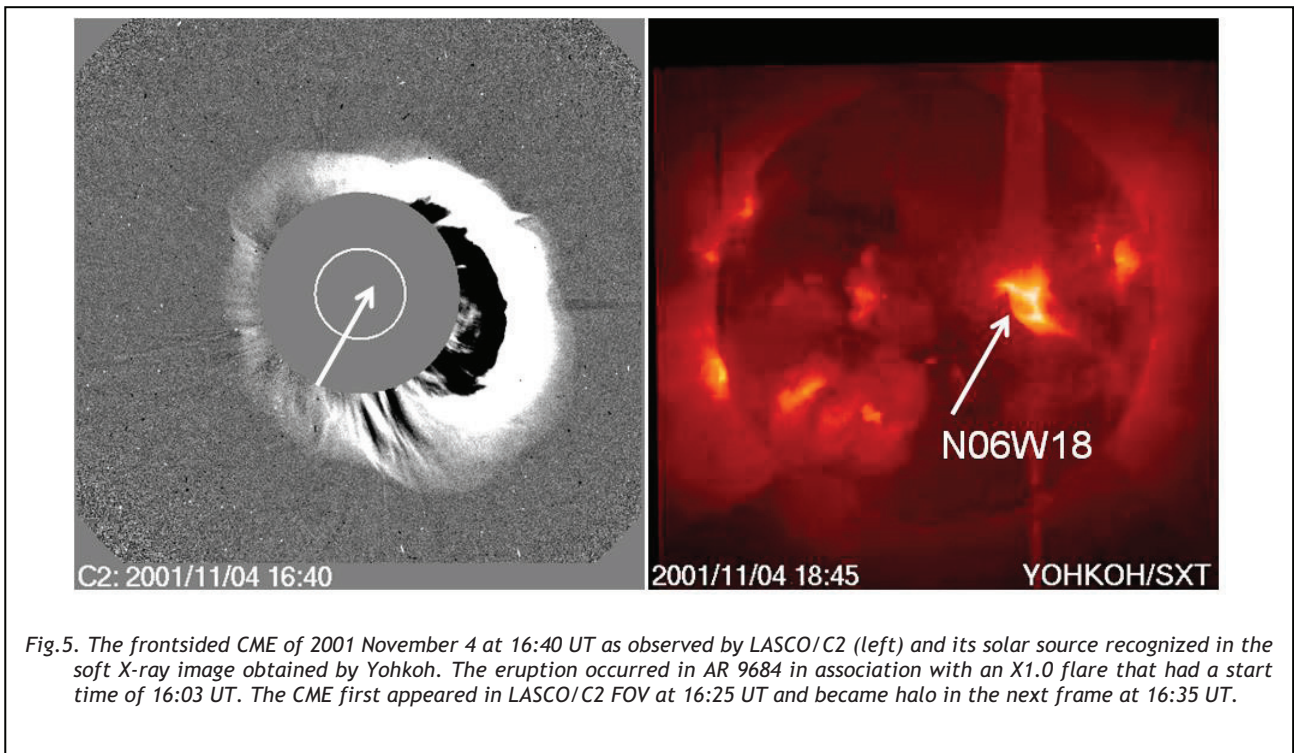 C2: 2001/11/04 16:40
N06W18
2001/11/04 18:45 YOHKOH/SXT
Fig.5. The frontsided CME of 2001 November 4 at 16:40 UT as observed by LASCO/C2 (left) and its solar source recognized in the
soft X-ray image obtained by Yohkoh. The eruption occurred in AR 9684 in association with an X1.0 flare that had a start
time of 16:03 UT. The CME first appeared in LASCO/C2 FOV at 16:25 UT and became halo in the next frame at 16:35 UT.